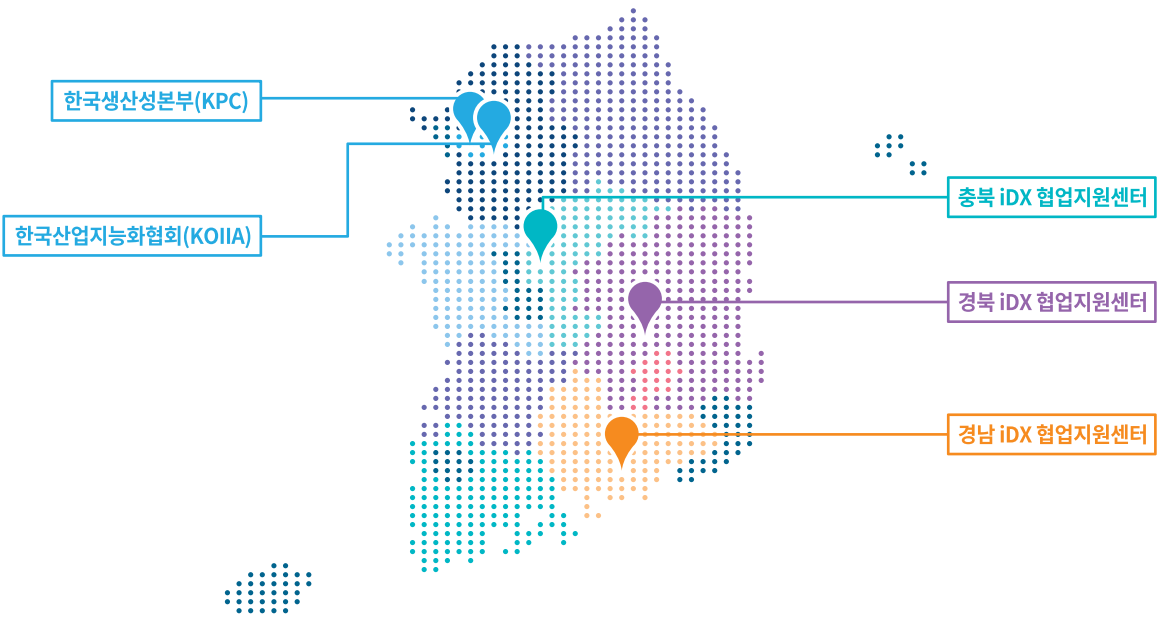 한국생산성본부(KPC)
한국산업지능화협회(KOIIA)
충북 iDX 협업지원센터
경북 iDX 협업지원센터
경남 iDX 협업지원센터